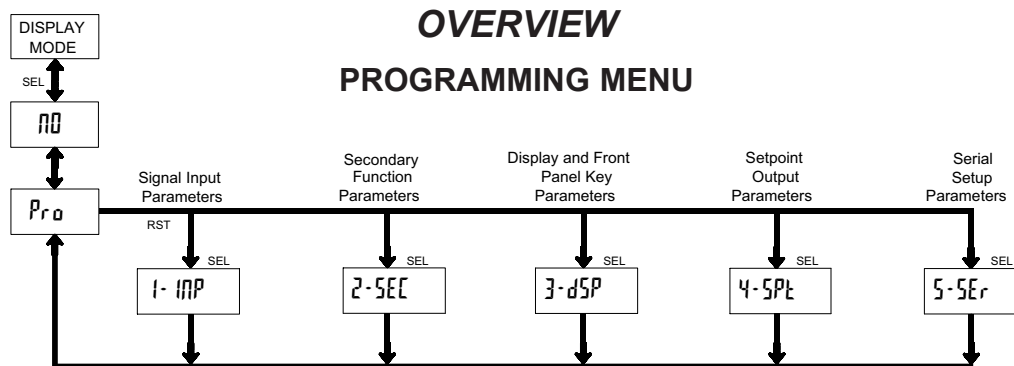 OVERVIEW
PROGRAMMING MENU
DISPLAY
MODE
SEL
NO
Pro
RST
Signal Input
Parameters
Secondary
Function
Parameters
Display and Front
Panel Key
Parameters
Setpoint
Output
Parameters
Serial
Setup
Parameters
SEL
SEL
SEL
SEL
SEL
1-INP
2-SEC
3-dSP
4-SPt
5-SEr